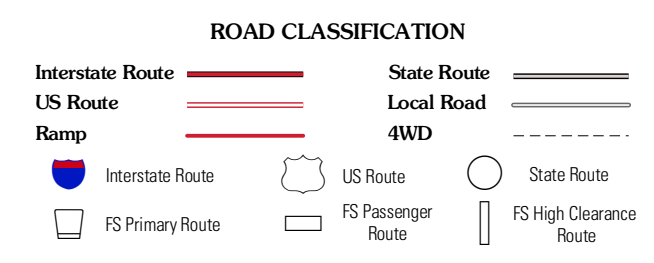 ROAD CLASSIFICATION
Interstate Route
State Route
US Route
Local Road
Ramp
4WD
Interstate Route
US Route
State Route
FS Primary Route
FS Passenger
Route
FS High Clearance
Route